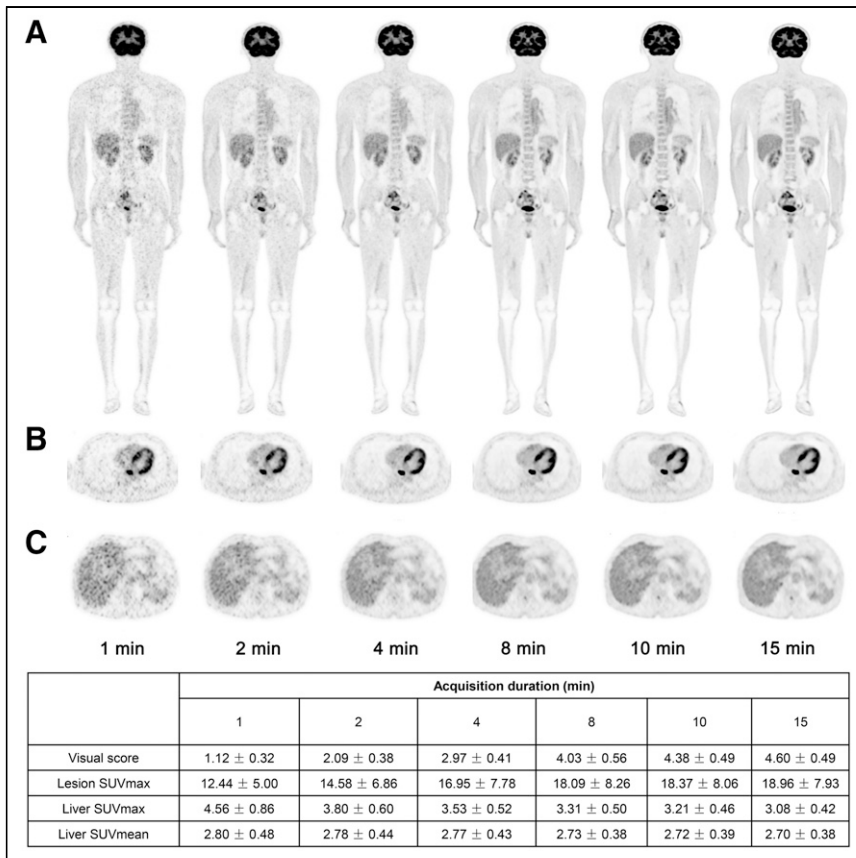 A
B
C
1 min 2 min 4 min 8 min 10 min 15 min
Acquisition duration (min)
1 2 4 8 10 15
Visual score 1.12 ± 0.32 2.09 ± 0.38 2.97 ± 0.41 4.03 ± 0.56 4.38 ± 0.49 4.60 ± 0.49
Lesion SUVmax 12.44 ± 5.00 14.58 ± 6.86 16.95 ± 7.78 18.09 ± 8.26 18.37 ± 8.06 18.96 ± 7.93
Liver SUVmax 4.56 ± 0.86 3.80 ± 0.60 3.53 ± 0.52 3.31 ± 0.50 3.21 ± 0.46 3.08 ± 0.42
Liver SUVmean 2.80 ± 0.48 2.78 ± 0.44 2.77 ± 0.43 2.73 ± 0.38 2.72 ± 0.39 2.70 ± 0.38